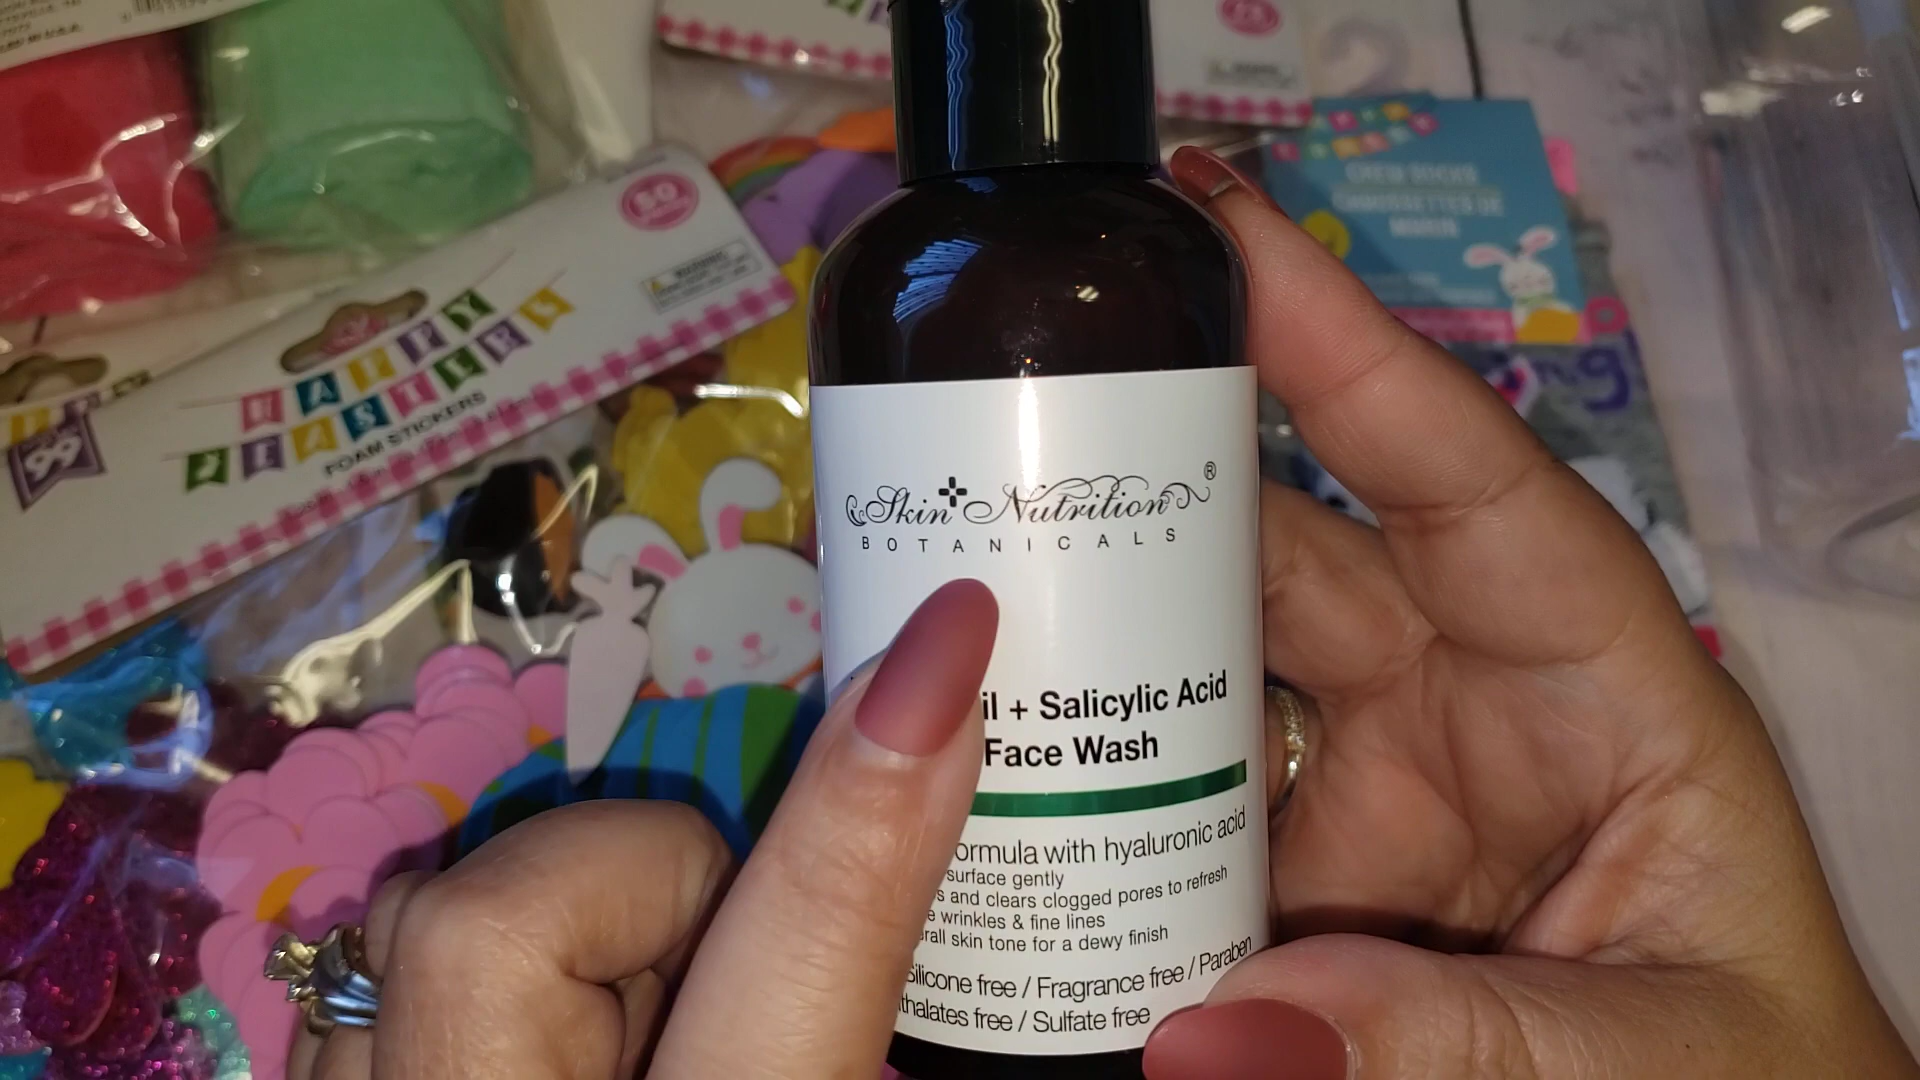 HAPPY
EASTER
FOAM STICKERS
50
WARNING
99
CREW SOCKS
CHAUSSETTES DE
Skin Nutrition®
BOTANICALS
il + Salicylic Acid
Face Wash
ormula with hyaluronic acid
surface gently
s and clears clogged pores to refresh
e wrinkles & fine lines
rall skin tone for a dewy finish
Silicone free / Fragrance free / Paraben
thalates free / Sulfate free